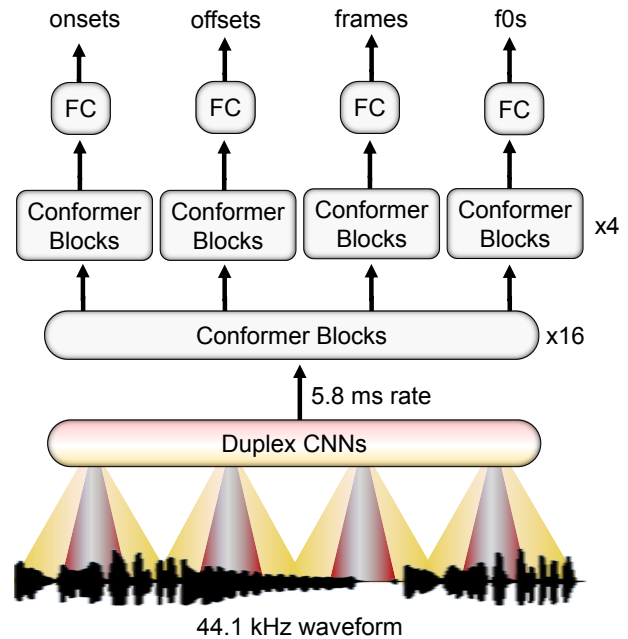 onsets offsets frames f0s
FC FC FC FC
Conformer Conformer Conformer Conformer
Blocks Blocks Blocks Blocks x4
Conformer Blocks x16
5.8 ms rate
Duplex CNNs
44.1 kHz waveform